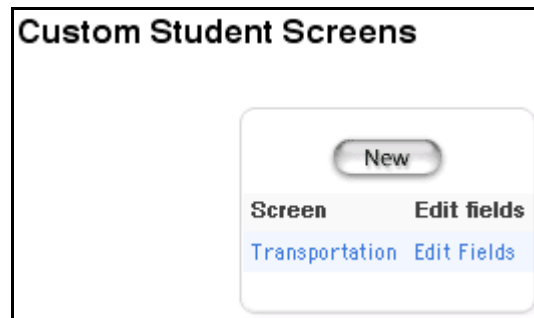 Custom Student Screens
New
Screen Edit fields
Transportation Edit Fields